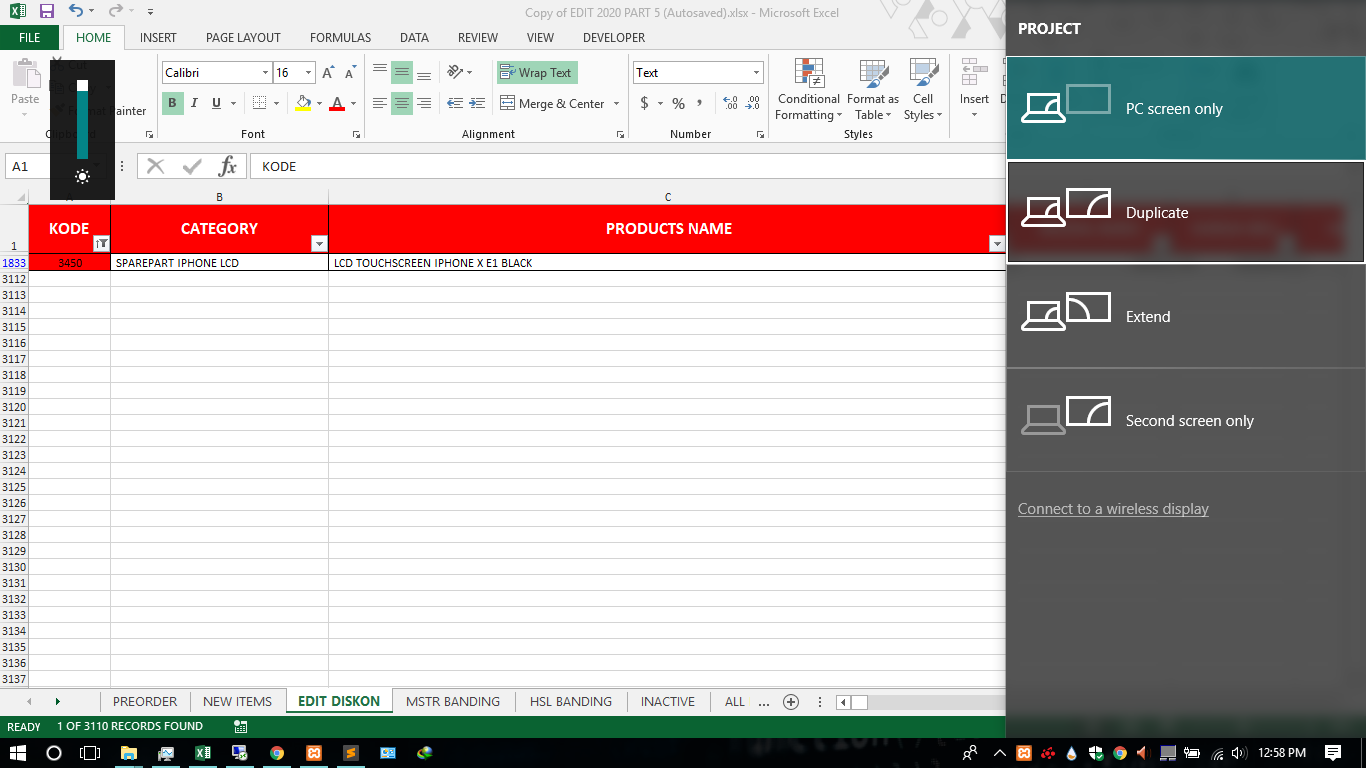 Copy of EDIT 2020 PART 5 (Autosaved).xlsx - Microsoft Excel
FILE HOME INSERT PAGE LAYOUT FORMULAS DATA REVIEW VIEW DEVELOPER
Paste
Format Painter
Calibri 16
B I U
Wrap Text
Merge & Center
Text
$ %
Conditional Formatting
Format as Table
Cell Styles
Insert
Clipboard Font Alignment Number Styles
A1 fx KODE
A B C
1 KODE CATEGORY PRODUCTS NAME
1833 3450 SPAREPART IPHONE LCD LCD TOUCHSCREEN IPHONE X E1 BLACK
3112
3113
3114
3115
3116
3117
3118
3119
3120
3121
3122
3123
3124
3125
3126
3127
3128
3129
3130
3131
3132
3133
3134
3135
3136
3137
PREORDER NEW ITEMS EDIT DISKON MSTR BANDING HSL BANDING INACTIVE ALL ...
READY 1 OF 3110 RECORDS FOUND
PROJECT
PC screen only
Duplicate
Extend
Second screen only
Connect to a wireless display
12:58 PM